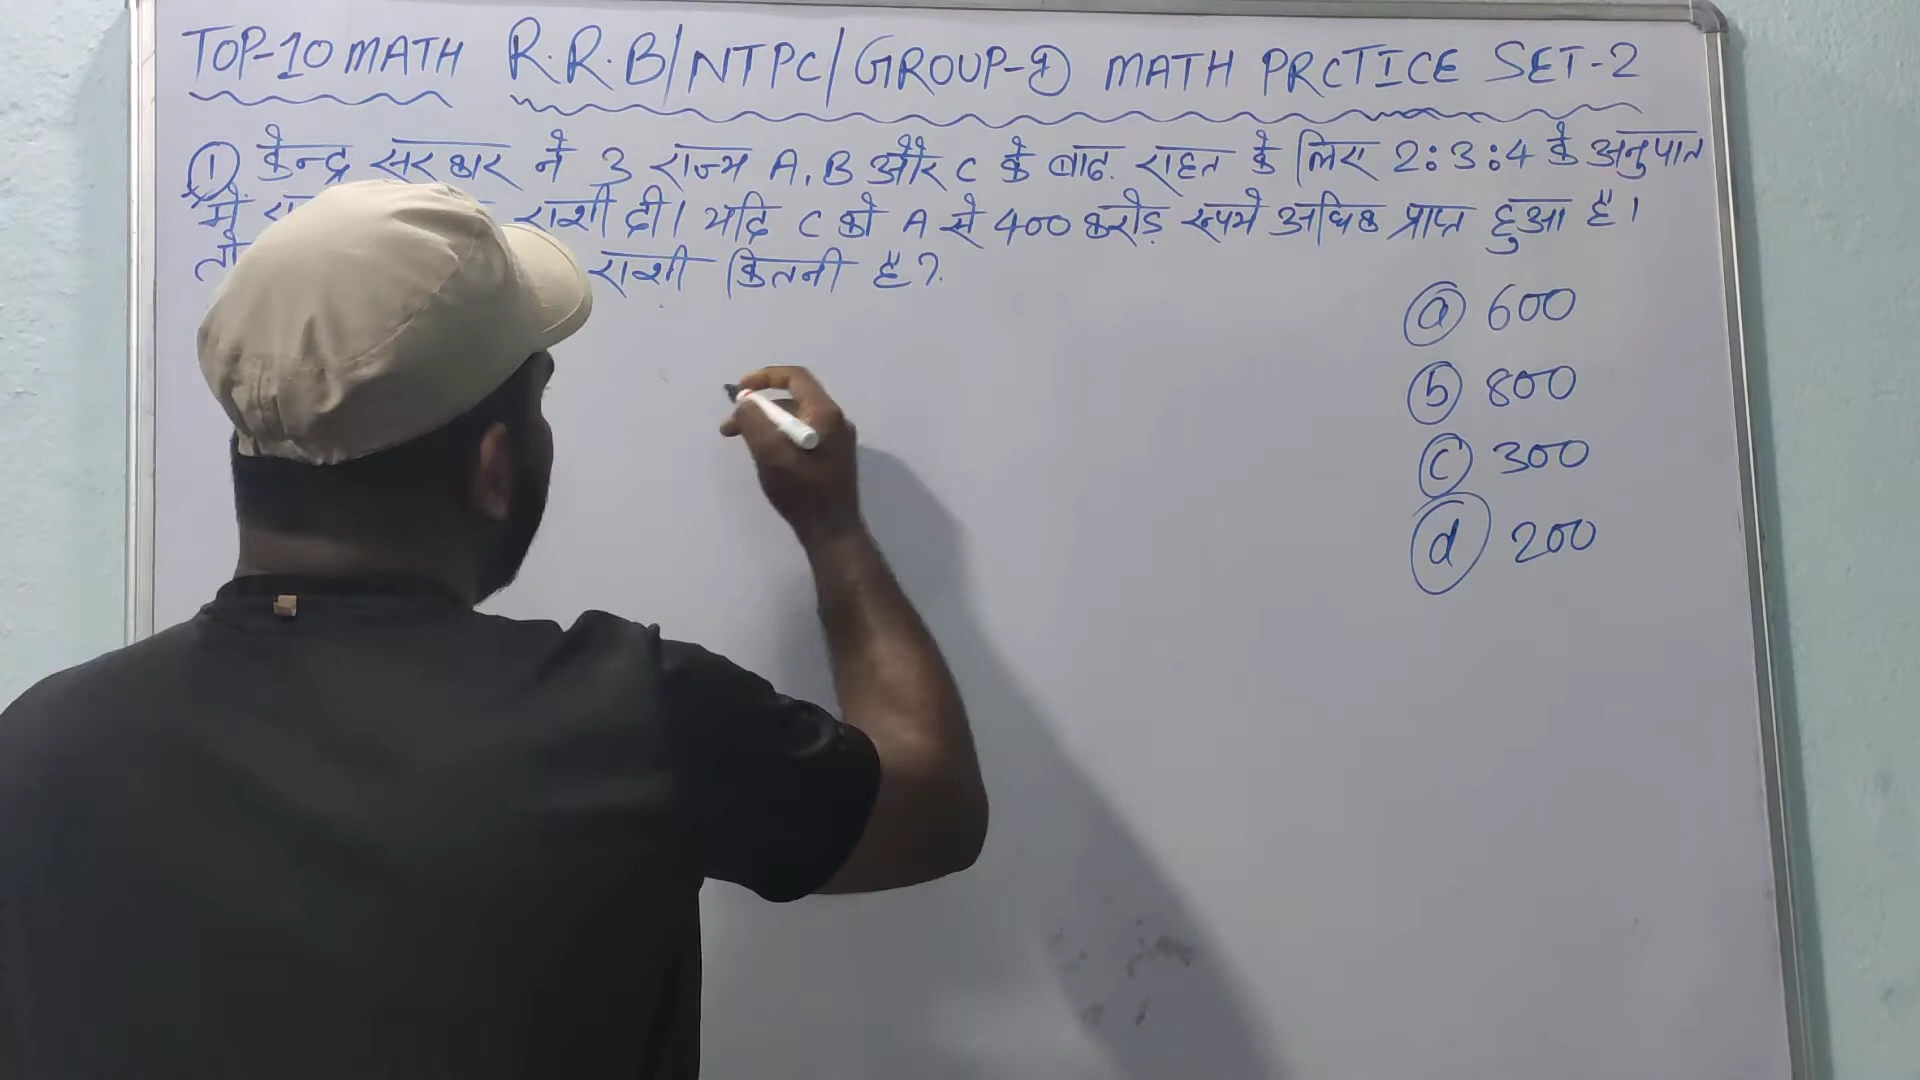 TOP-10 MATH R.R.B/NTPC/GROUP-D MATH PRCTICE SET-2
① केन्द्र सरकार ने 3 राज्य A, B और C के बाढ़ राहत के लिए 2:3:4 के अनुपात
में राशी दी। यदि C को A से 400 करोड़ रूपये अधिक प्राप्त हुआ है।
तो राशी कितनी है?
ⓐ 600
ⓑ 800
ⓒ 300
ⓓ 200